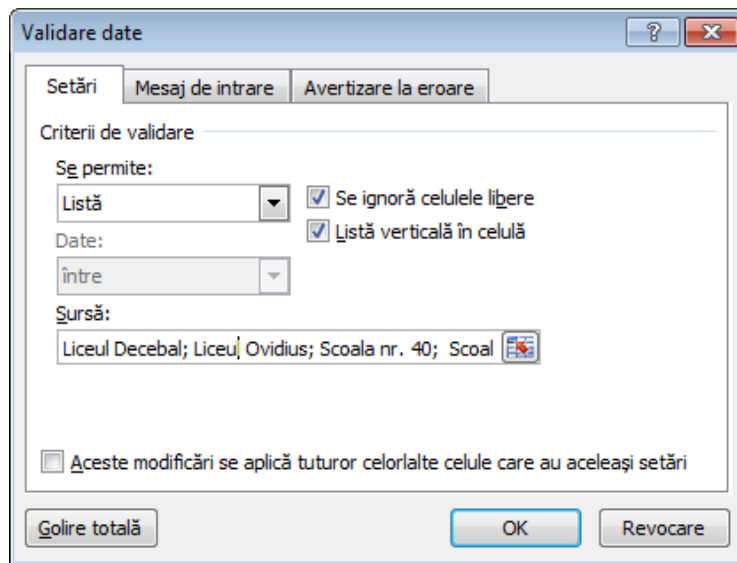 Validare date
Setări Mesaj de intrare Avertizare la eroare
Criterii de validare
Se permite:
Listă
Se ignoră celulele libere
Listă verticală în celulă
Date:
între
Sursă:
Liceul Decebal; Liceul Ovidius; Scoala nr. 40; Scoal
Aceste modificări se aplică tuturor celorlalte celule care au aceleași setări
Golire totală OK Revocare